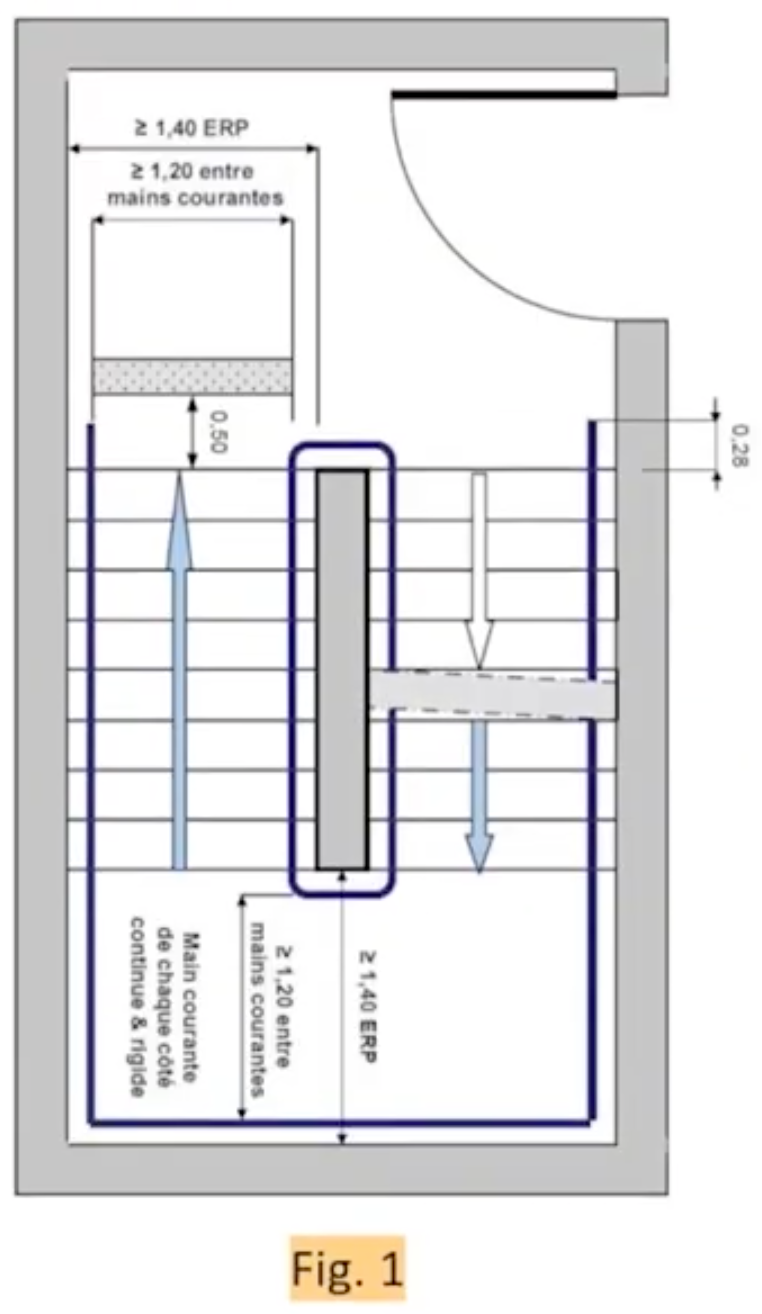 ≥ 1,40 ERP
≥ 1,20 entre
mains courantes
0,50
0,28
Main courante
de chaque côté
continue & rigide
≥ 1,20 entre
mains courantes
≥ 1,40 ERP
Fig. 1